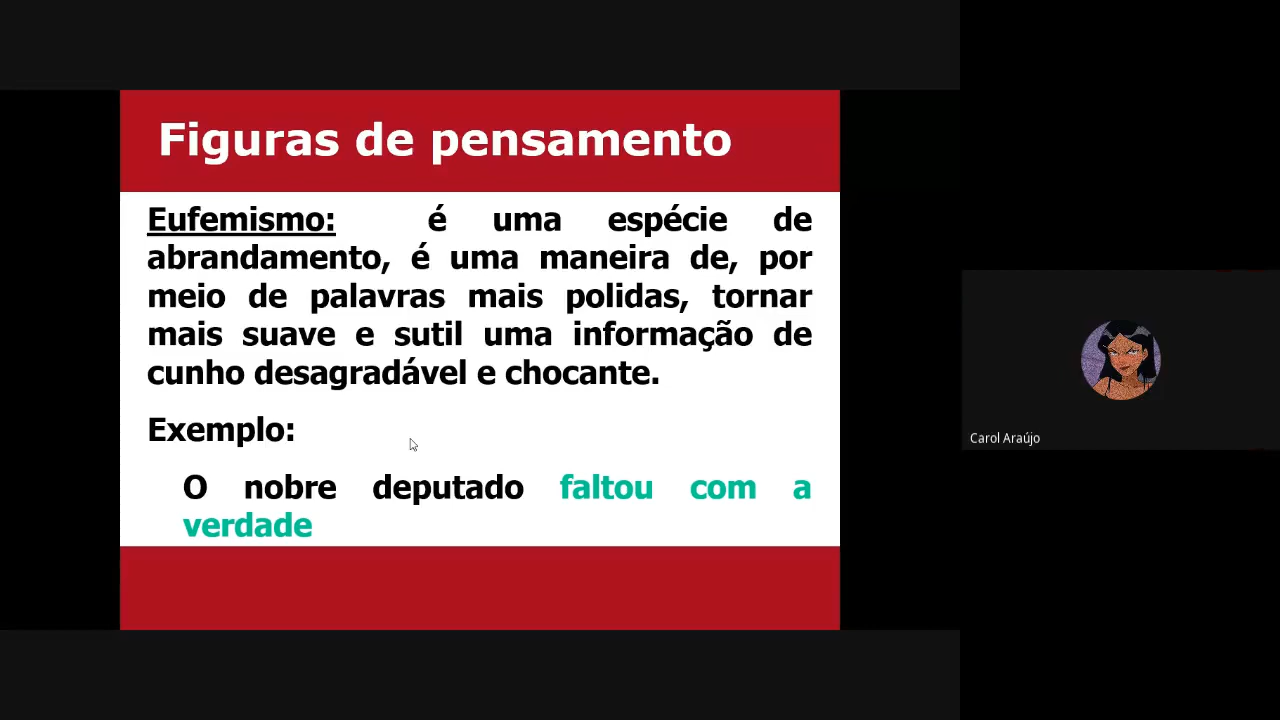 Figuras de pensamento
Eufemismo: é uma espécie de
abrandamento, é uma maneira de, por
meio de palavras mais polidas, tornar
mais suave e sutil uma informação de
cunho desagradável e chocante.
Exemplo:
O nobre deputado faltou com a
verdade
Carol Araújo